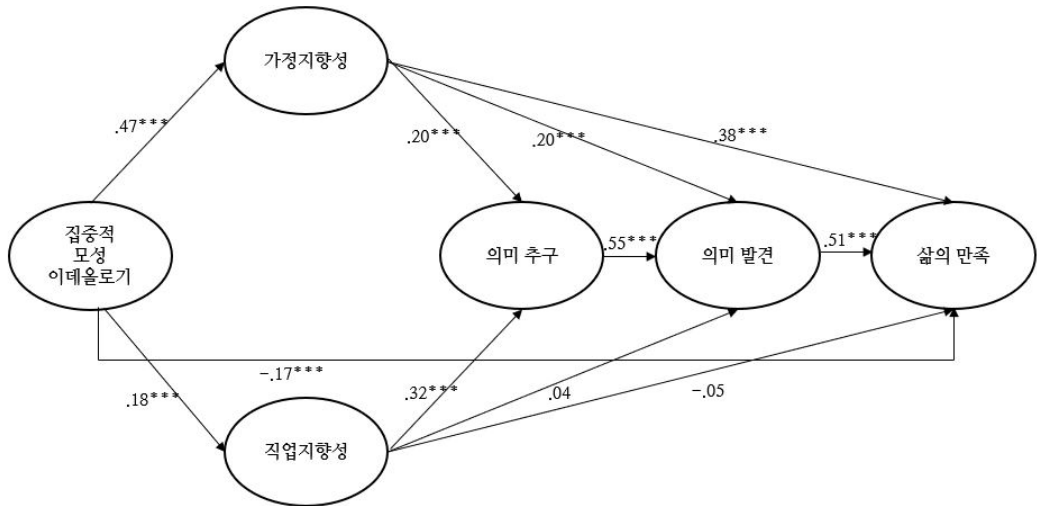 가정지향성
.47***
.20***
.20***
.38***
집중적
모성
이데올로기
의미 추구
.55***
의미 발견
.51***
삶의 만족
-.17***
.18***
.32***
.04
-.05
직업지향성